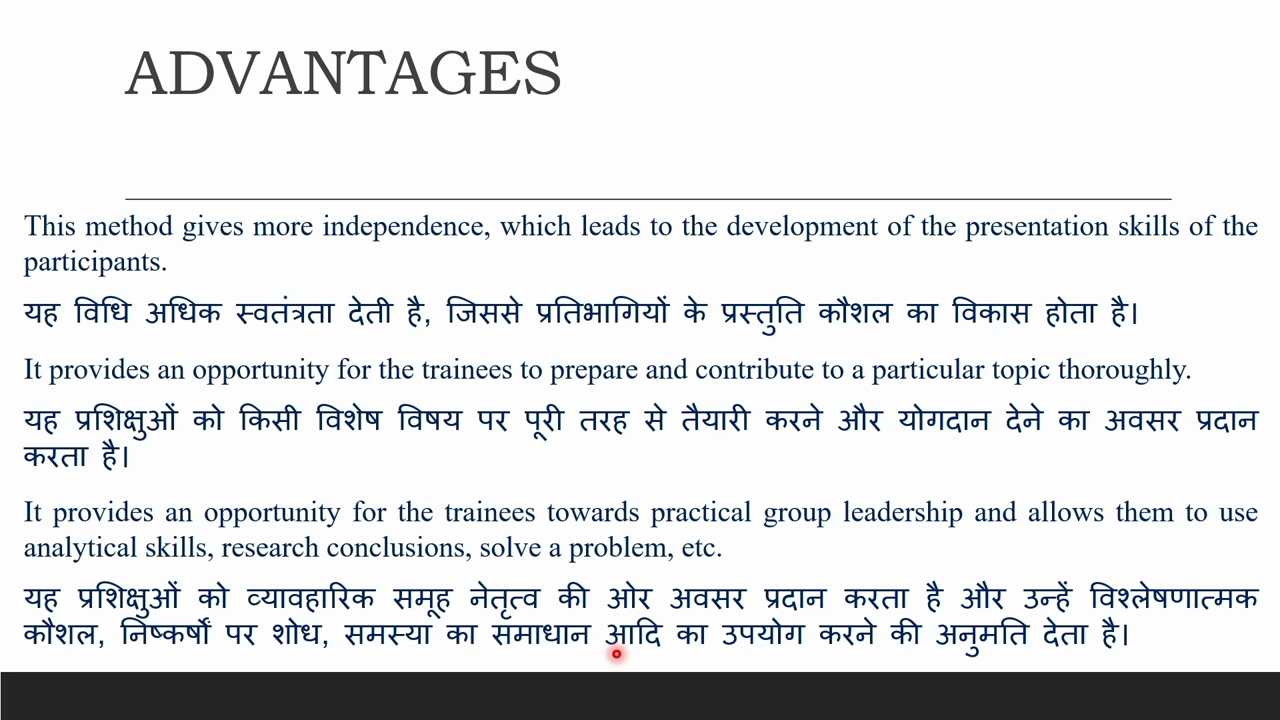 ADVANTAGES
This method gives more independence, which leads to the development of the presentation skills of the
participants.
यह विधि अधिक स्वतंत्रता देती है, जिससे प्रतिभागियों के प्रस्तुति कौशल का विकास होता है।
It provides an opportunity for the trainees to prepare and contribute to a particular topic thoroughly.
यह प्रशिक्षुओं को किसी विशेष विषय पर पूरी तरह से तैयारी करने और योगदान देने का अवसर प्रदान
करता है।
It provides an opportunity for the trainees towards practical group leadership and allows them to use
analytical skills, research conclusions, solve a problem, etc.
यह प्रशिक्षुओं को व्यावहारिक समूह नेतृत्व की ओर अवसर प्रदान करता है और उन्हें विश्लेषणात्मक
कौशल, निष्कर्षों पर शोध, समस्या का समाधान आदि का उपयोग करने की अनुमति देता है।